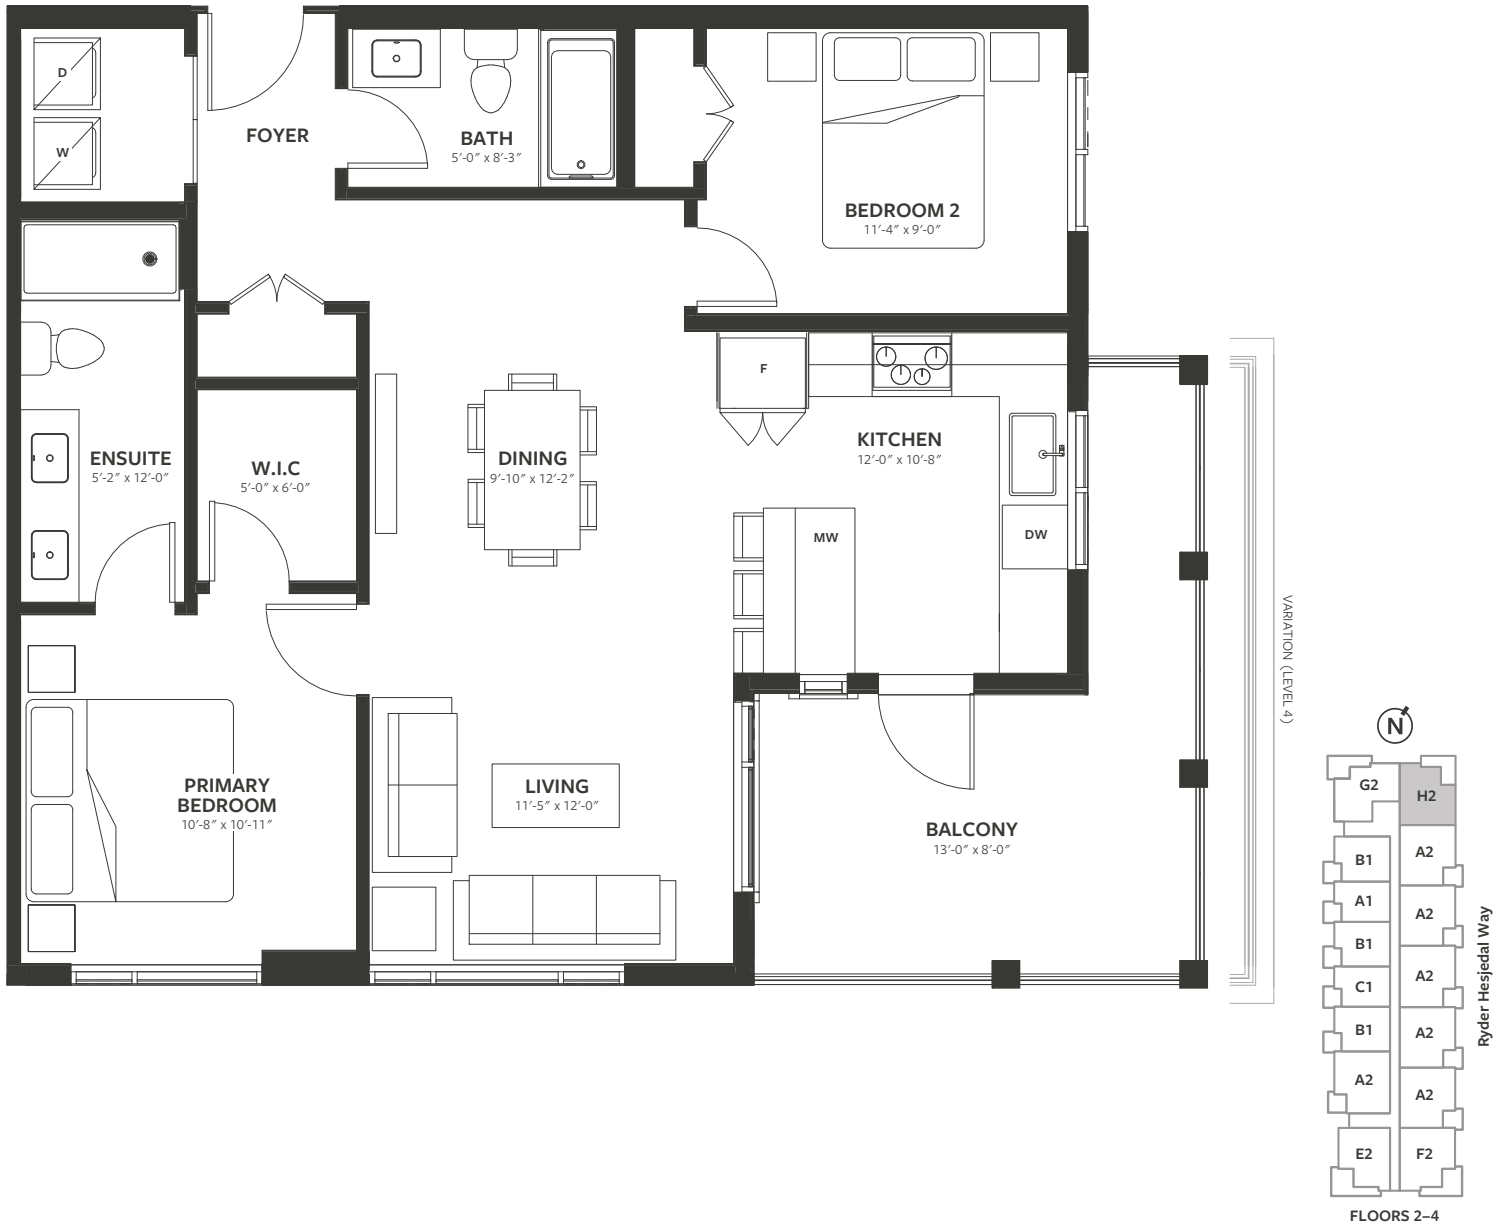 D
W
FOYER
BATH
5′-0″ x 8′-3″
BEDROOM 2
11′-4″ x 9′-0″
F
KITCHEN
12′-0″ x 10′-8″
ENSUITE
5′-2″ x 12′-0″
W.I.C
5′-0″ x 6′-0″
DINING
9′-10″ x 12′-2″
MW
DW
VARIATION (LEVEL 4)
PRIMARY
BEDROOM
10′-8″ x 10′-11″
LIVING
11′-5″ x 12′-0″
BALCONY
13′-0″ x 8′-0″
N
G2
H2
B1
A2
A1
A2
B1
A2
C1
B1
A2
A2
A2
E2
F2
Ryder Hesjedal Way
FLOORS 2–4